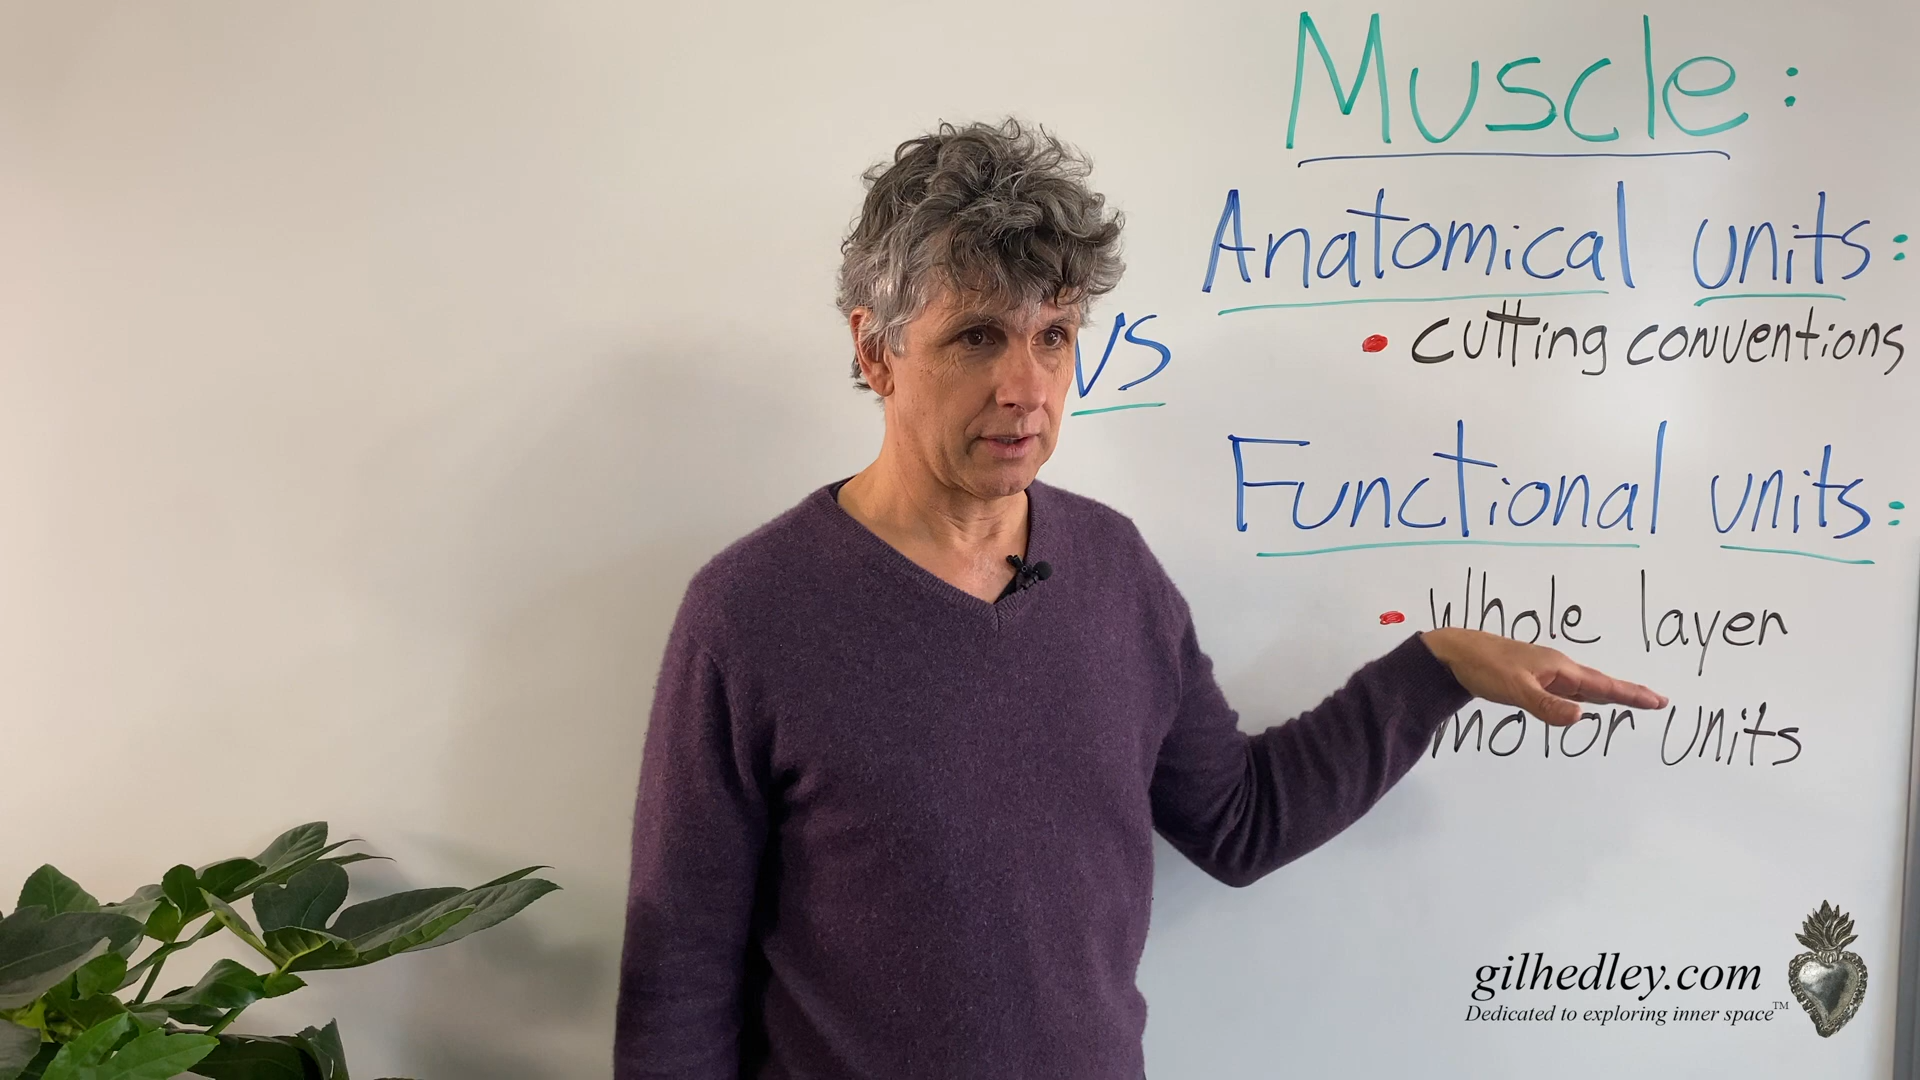 Muscle:
Anatomical units:
• cutting conventions
vs
Functional units:
• Whole layer
motor units
gilhedley.com
Dedicated to exploring inner space™